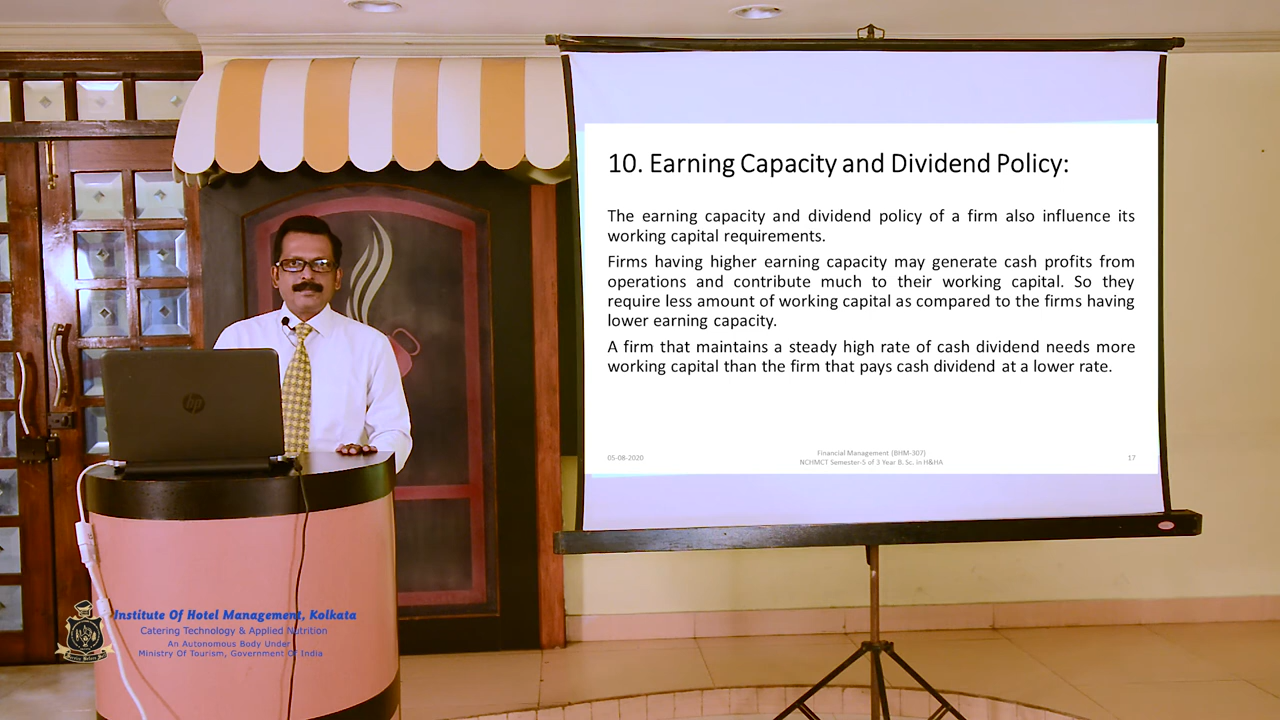 10. Earning Capacity and Dividend Policy:
The earning capacity and dividend policy of a firm also influence its
working capital requirements.
Firms having higher earning capacity may generate cash profits from
operations and contribute much to their working capital. So they
require less amount of working capital as compared to the firms having
lower earning capacity.
A firm that maintains a steady high rate of cash dividend needs more
working capital than the firm that pays cash dividend at a lower rate.
05-08-2020
Financial Management (BHM-307)
NCHMCT Semester-5 of 3 Year B. Sc. In H&HA
17
hp
Institute Of Hotel Management, Kolkata
Catering Technology & Applied Nutrition
An Autonomous Body Under
Ministry Of Tourism, Government Of India